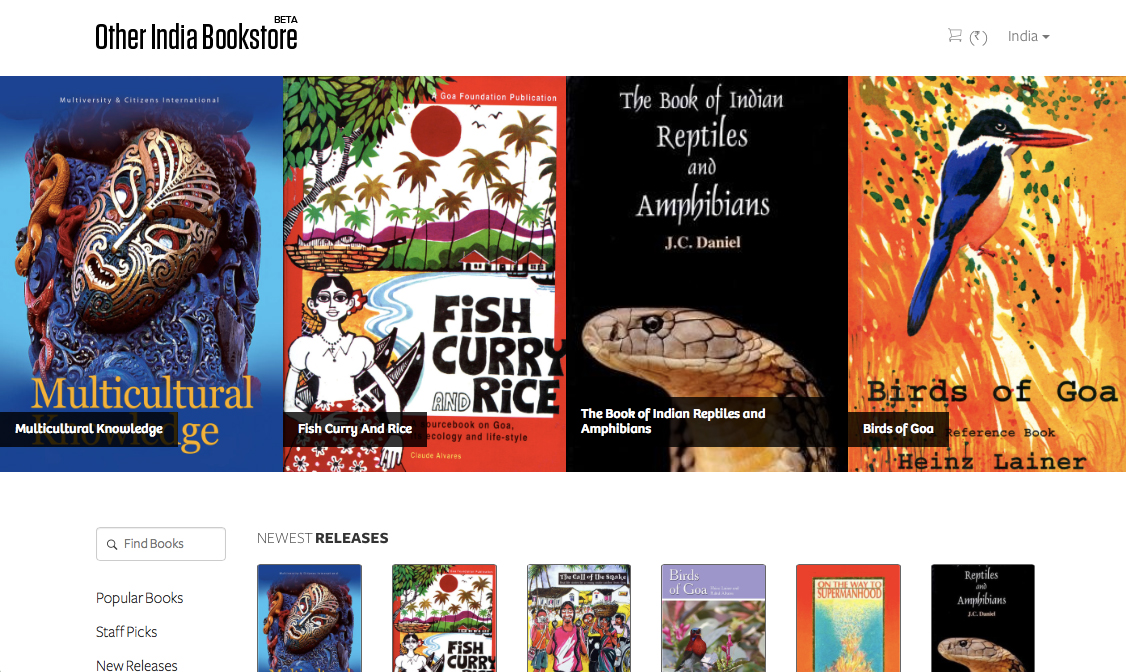 BETA
Other India Bookstore
(₹)
India
Multiversity & Citizens International
Multicultural
Knowledge
Multicultural Knowledge
A Goa Foundation Publication
FiSH
CURRY
AND RiCE
sourcebook on Goa,
ecology and life-style
Claude Alvares
Fish Curry And Rice
The Book of Indian
Reptiles
and
Amphibians
J.C. Daniel
The Book of Indian Reptiles and
Amphibians
Birds of Goa
Reference Book
Heinz Lainer
Birds of Goa
Find Books
Popular Books
Staff Picks
New Releases
NEWEST RELEASES
FiSH
CURRY
The Call of the Snake
Birds
of Goa
ON THE WAY TO
SUPERMANHOOD
Reptiles
and
Amphibians
J.C. Daniel